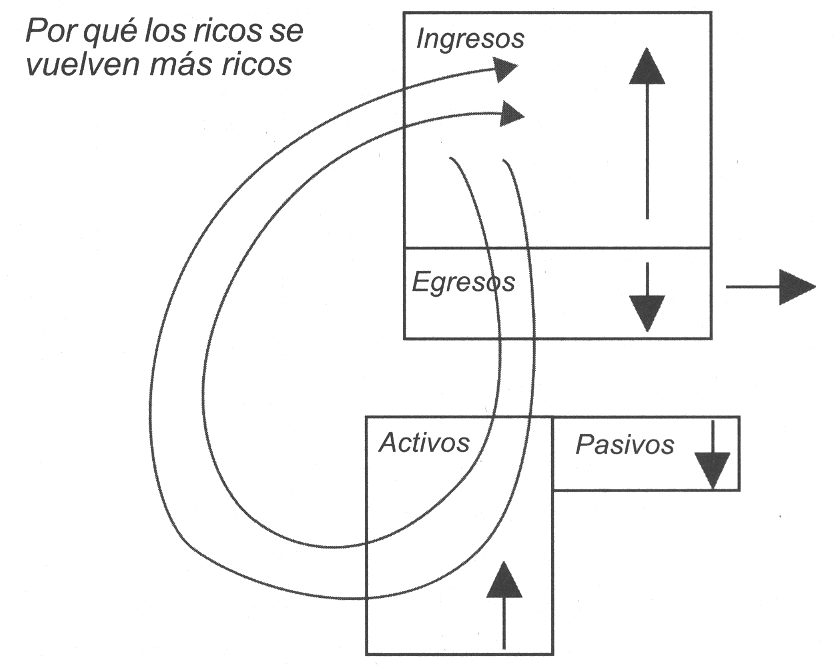 Por qué los ricos se
vuelven más ricos
Ingresos
Egresos
Activos
Pasivos